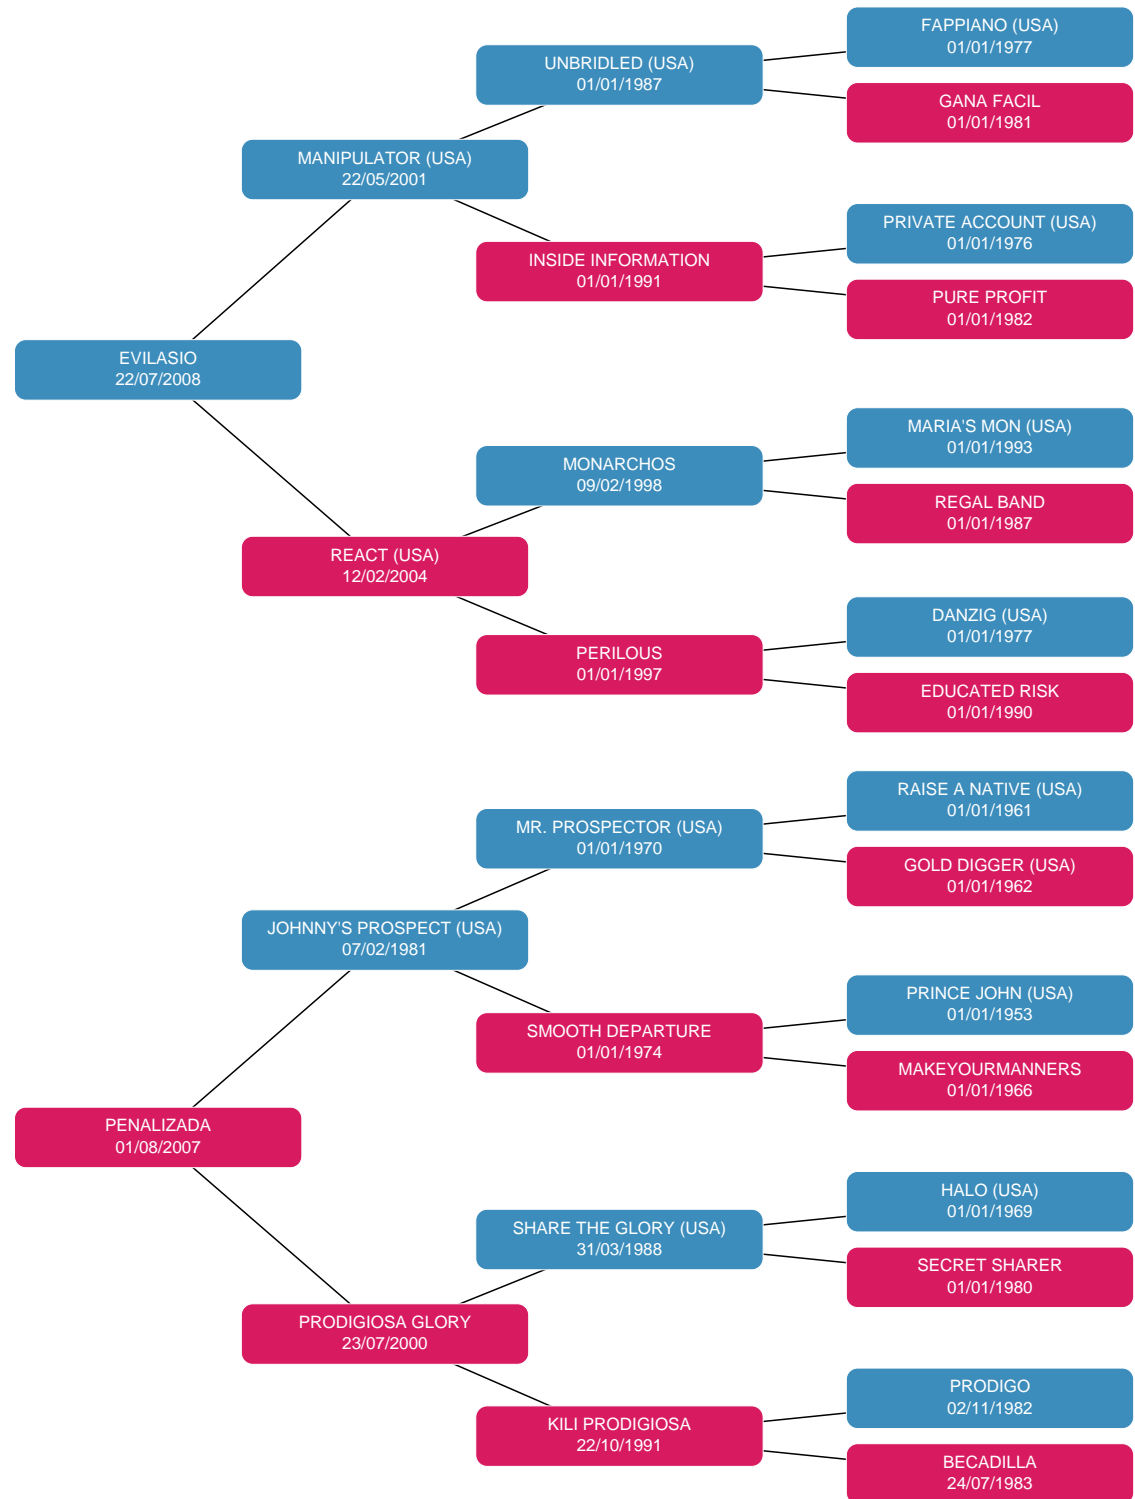 FAPPIANO (USA)
01/01/1977
UNBRIDLED (USA)
01/01/1987
GANA FACIL
01/01/1981
MANIPULATOR (USA)
22/05/2001
PRIVATE ACCOUNT (USA)
01/01/1976
INSIDE INFORMATION
01/01/1991
PURE PROFIT
01/01/1982
EVILASIO
22/07/2008
MARIA'S MON (USA)
01/01/1993
MONARCHOS
09/02/1998
REGAL BAND
01/01/1987
REACT (USA)
12/02/2004
DANZIG (USA)
01/01/1977
PERILOUS
01/01/1997
EDUCATED RISK
01/01/1990
RAISE A NATIVE (USA)
01/01/1961
MR. PROSPECTOR (USA)
01/01/1970
GOLD DIGGER (USA)
01/01/1962
JOHNNY'S PROSPECT (USA)
07/02/1981
PRINCE JOHN (USA)
01/01/1953
SMOOTH DEPARTURE
01/01/1974
MAKEYOURMANNERS
01/01/1966
PENALIZADA
01/08/2007
HALO (USA)
01/01/1969
SHARE THE GLORY (USA)
31/03/1988
SECRET SHARER
01/01/1980
PRODIGIOSA GLORY
23/07/2000
PRODIGO
02/11/1982
KILI PRODIGIOSA
22/10/1991
BECADILLA
24/07/1983